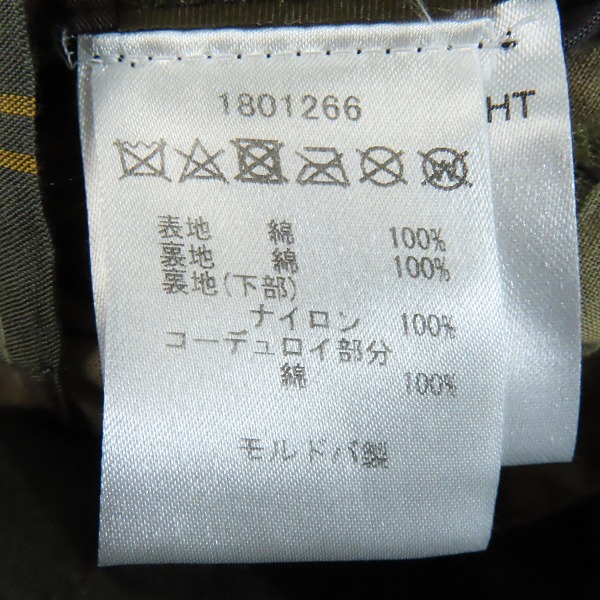 1801266
HT
W
表地 綿 100%
裏地 綿 100%
裏地(下部)
ナイロン 100%
コーデュロイ部分
綿 100%
モルドバ製